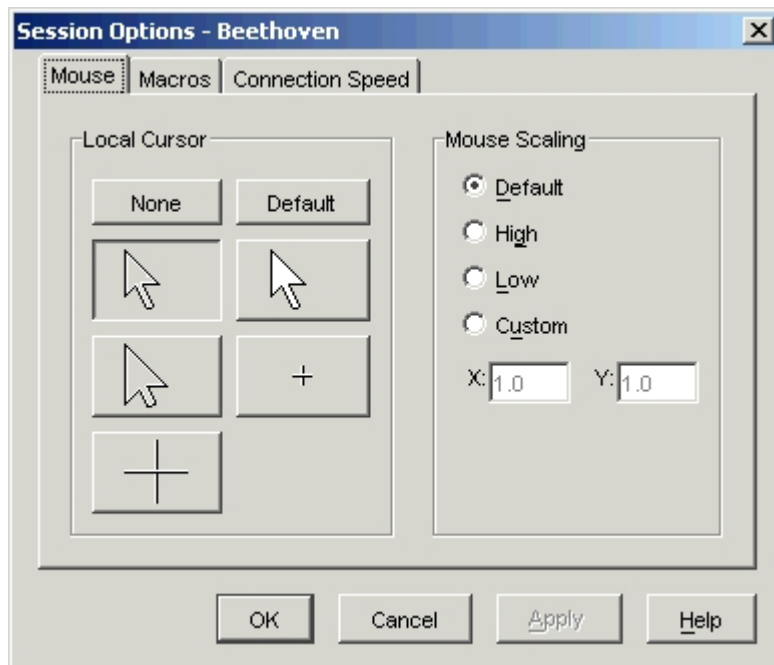 Session Options - Beethoven
Mouse Macros Connection Speed
Local Cursor
None Default
Mouse Scaling
Default
High
Low
Custom
X: 1.0 Y: 1.0
OK Cancel Apply Help